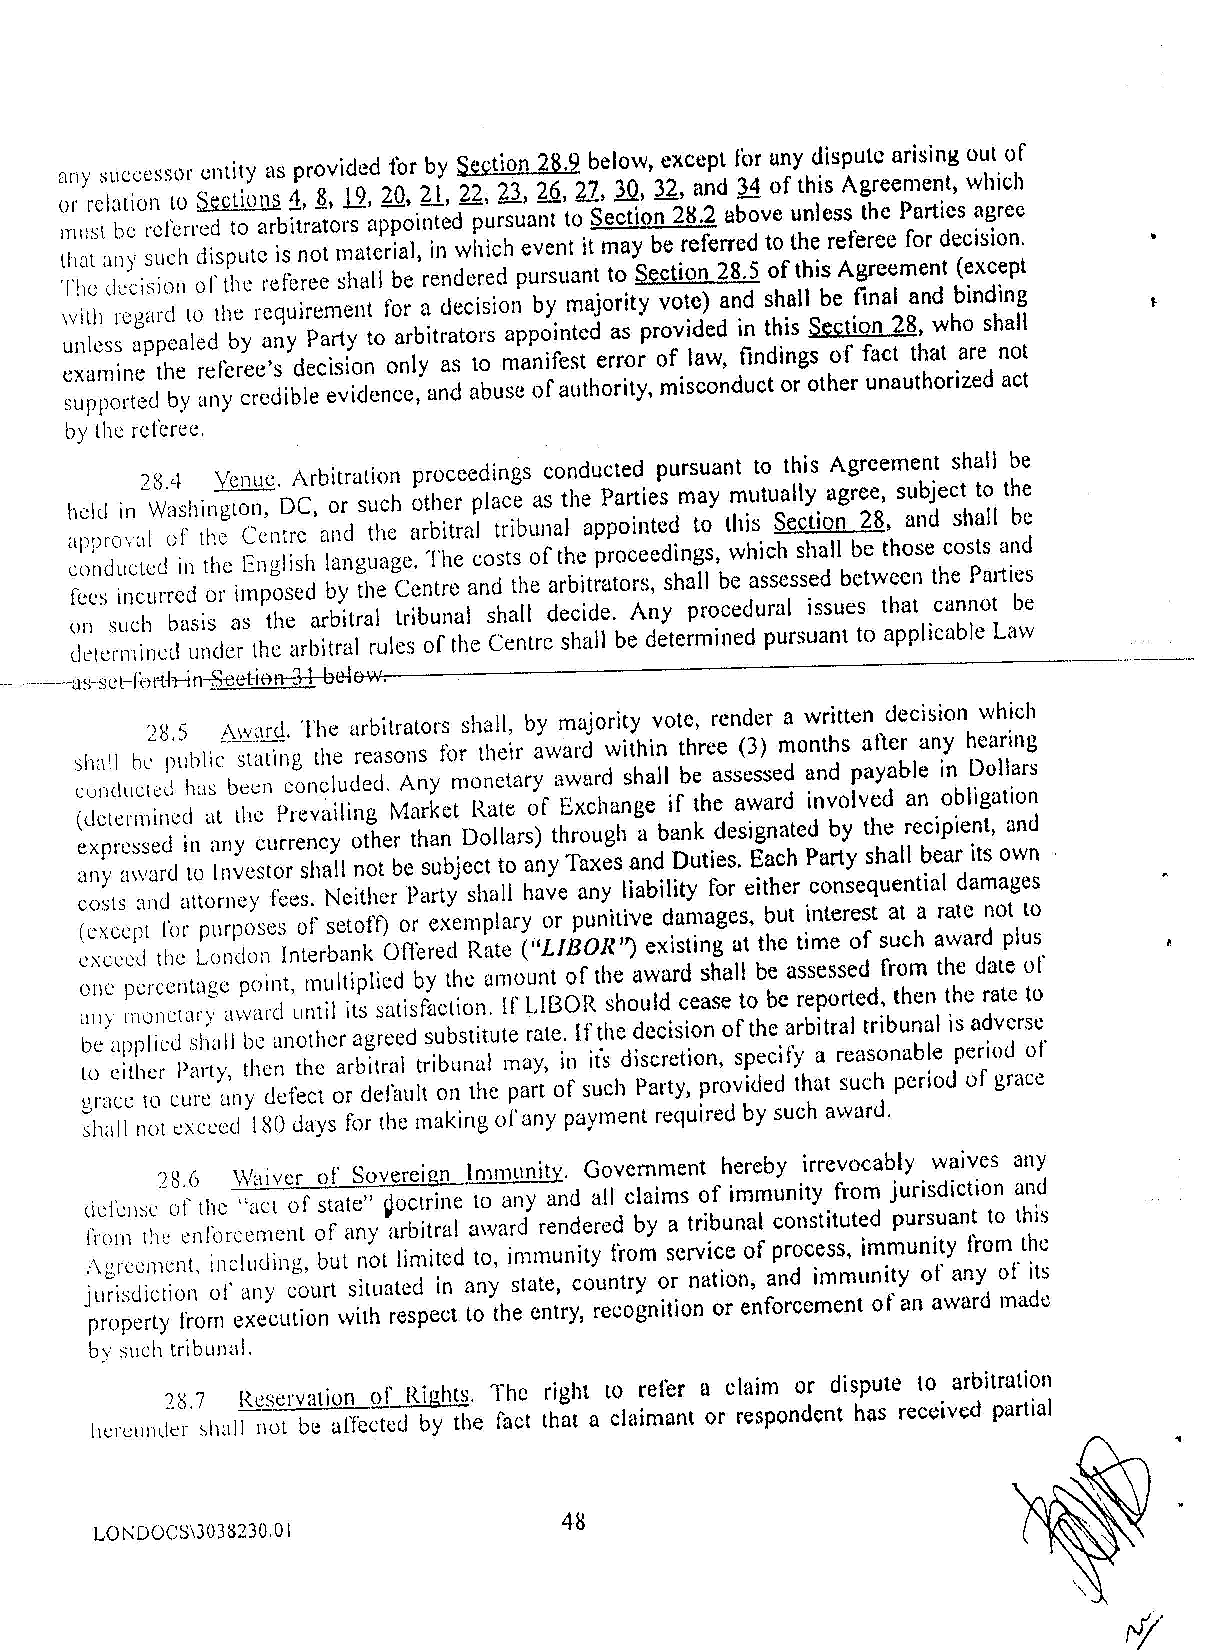 any successor entity as provided for by Section 28.9 below, except for any dispute arising out of
or relation to Sections 4, 8, 19, 20, 21, 22, 23, 26, 27, 30, 32, and 34 of this Agreement, which
must be referred to arbitrators appointed pursuant to Section 28.2 above unless the Parties agree
that any such dispute is not material, in which event it may be referred to the referee for decision.
The decision of the referee shall be rendered pursuant to Section 28.5 of this Agreement (except
with regard to the requirement for a decision by majority vote) and shall be final and binding
unless appealed by any Party to arbitrators appointed as provided in this Section 28, who shall
examine the referee's decision only as to manifest error of law, findings of fact that are not
supported by any credible evidence, and abuse of authority, misconduct or other unauthorized act
by the referee.
28.4 Venue. Arbitration proceedings conducted pursuant to this Agreement shall be
held in Washington, DC, or such other place as the Parties may mutually agree, subject to the
approval of the Centre and the arbitral tribunal appointed to this Section 28, and shall be
conducted in the English language. The costs of the proceedings, which shall be those costs and
fees incurred or imposed by the Centre and the arbitrators, shall be assessed between the Parties
on such basis as the arbitral tribunal shall decide. Any procedural issues that cannot be
determined under the arbitral rules of the Centre shall be determined pursuant to applicable Law
as set forth in Section 31 below.
28.5 Award. The arbitrators shall, by majority vote, render a written decision which
shall be public stating the reasons for their award within three (3) months after any hearing
conducted has been concluded. Any monetary award shall be assessed and payable in Dollars
(determined at the Prevailing Market Rate of Exchange if the award involved an obligation
expressed in any currency other than Dollars) through a bank designated by the recipient, and
any award to Investor shall not be subject to any Taxes and Duties. Each Party shall bear its own
costs and attorney fees. Neither Party shall have any liability for either consequential damages
(except for purposes of setoff) or exemplary or punitive damages, but interest at a rate not to
exceed the London Interbank Offered Rate ("LIBOR") existing at the time of such award plus
one percentage point, multiplied by the amount of the award shall be assessed from the date of
any monetary award until its satisfaction. If LIBOR should cease to be reported, then the rate to
be applied shall be another agreed substitute rate. If the decision of the arbitral tribunal is adverse
to either Party, then the arbitral tribunal may, in its discretion, specify a reasonable period of
grace to cure any defect or default on the part of such Party, provided that such period of grace
shall not exceed 180 days for the making of any payment required by such award.
28.6 Waiver of Sovereign Immunity. Government hereby irrevocably waives any
defense of the "act of state" doctrine to any and all claims of immunity from jurisdiction and
from the enforcement of any arbitral award rendered by a tribunal constituted pursuant to this
Agreement, including, but not limited to, immunity from service of process, immunity from the
jurisdiction of any court situated in any state, country or nation, and immunity of any of its
property from execution with respect to the entry, recognition or enforcement of an award made
by such tribunal.
28.7 Reservation of Rights. The right to refer a claim or dispute to arbitration
hereunder shall not be affected by the fact that a claimant or respondent has received partial
LONDOCS\3038230.01
48